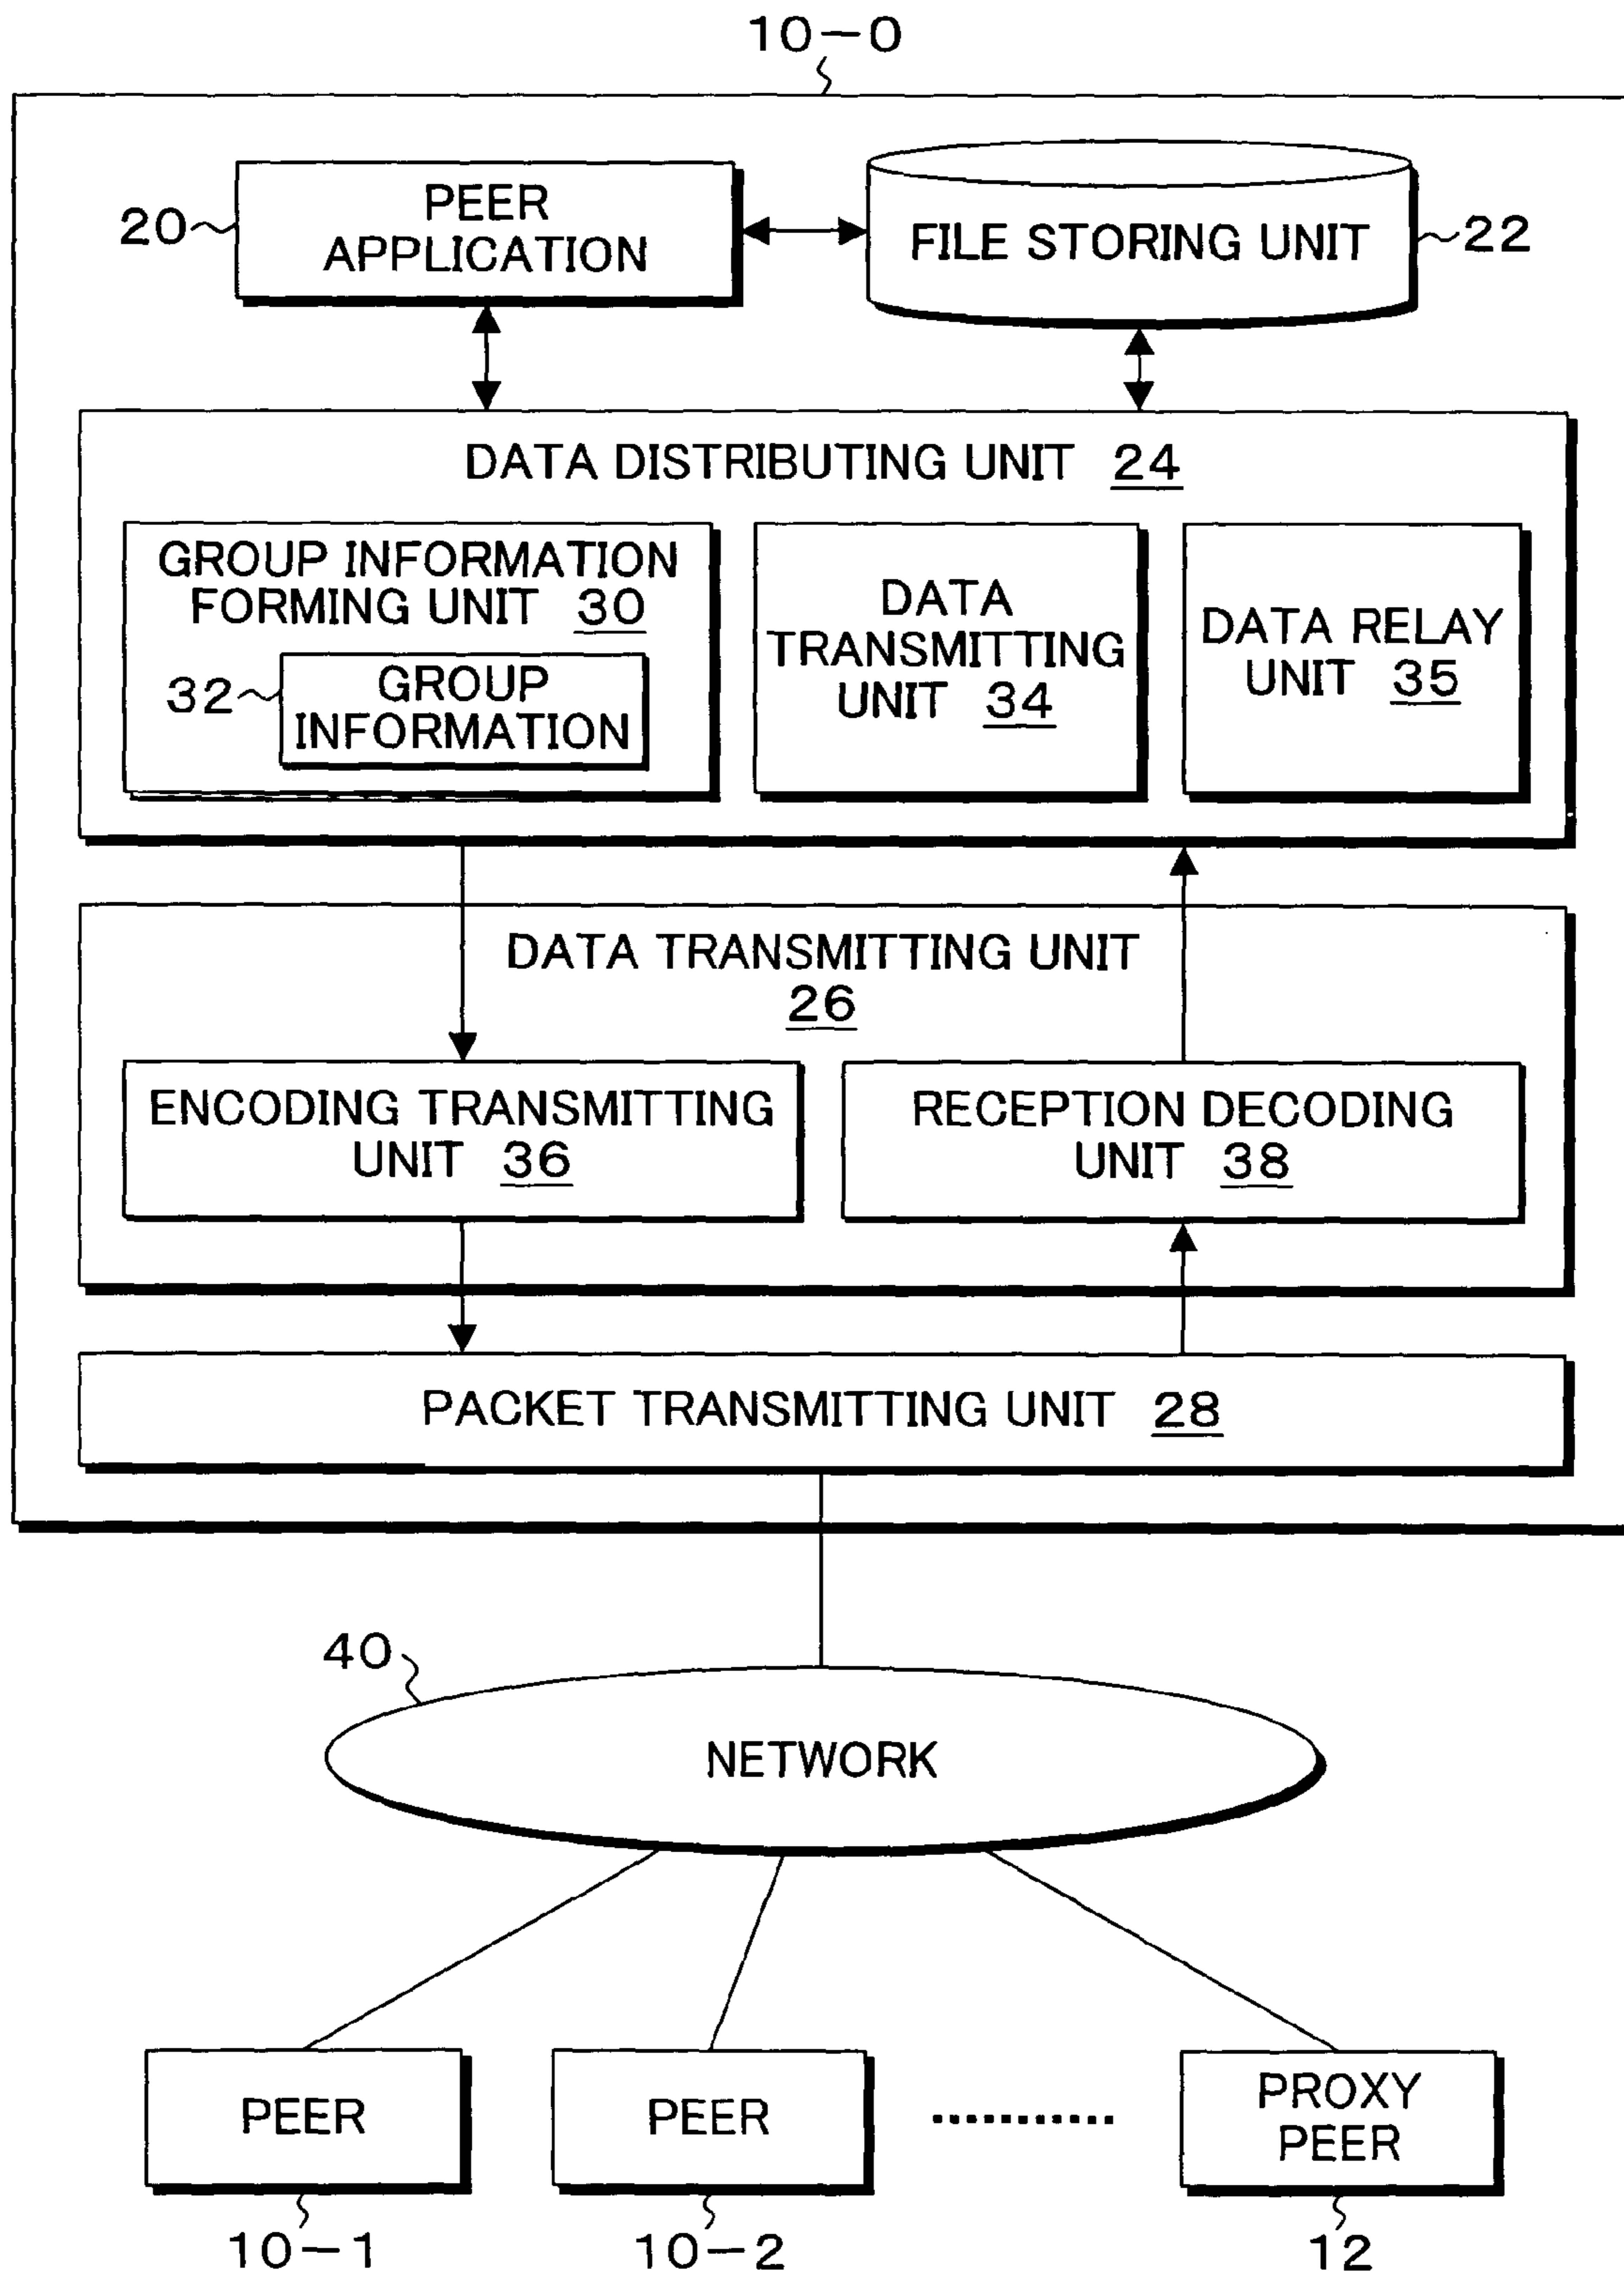 10-0
PEER
APPLICATION
20
FILE STORING UNIT
22
DATA DISTRIBUTING UNIT 24
GROUP INFORMATION
FORMING UNIT 30
32
GROUP
INFORMATION
DATA
TRANSMITTING
UNIT 34
DATA RELAY
UNIT 35
DATA TRANSMITTING UNIT
26
ENCODING TRANSMITTING
UNIT 36
RECEPTION DECODING
UNIT 38
PACKET TRANSMITTING UNIT 28
40
NETWORK
PEER
PEER
PROXY
PEER
10-1
10-2
12